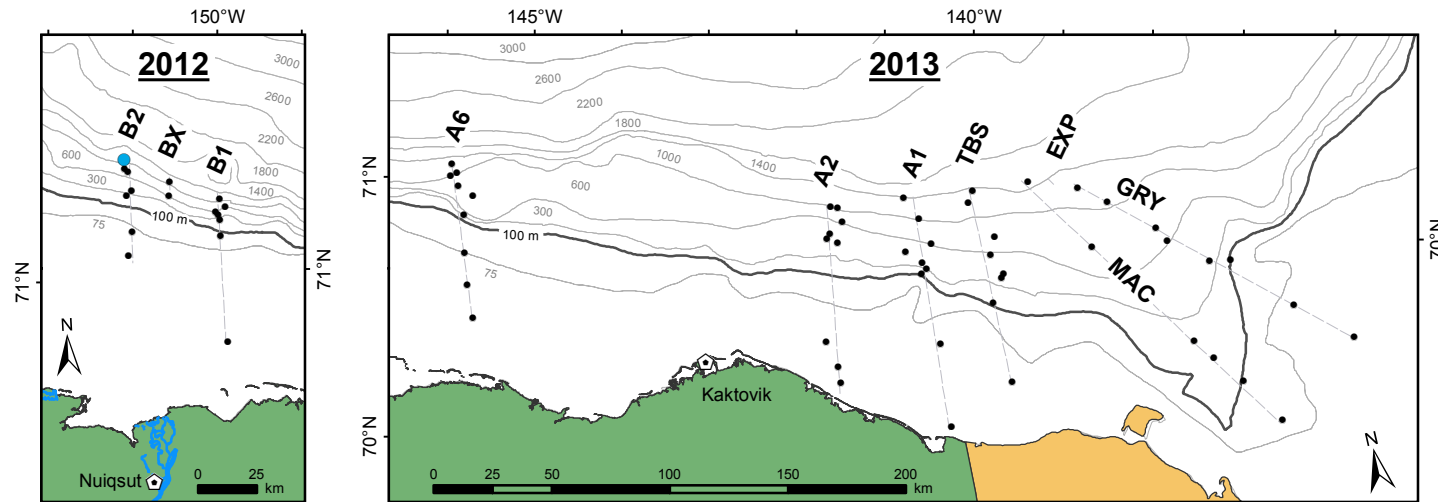 150°W
145°W
140°W
2012
2013
3000
2600
2200
1800
1400
600
300
100 m
75
B2
BX
B1
71°N
71°N
N
Nuiqsut
0 25
km
3000
2600
2200
1800
1400
1000
600
300
100 m
75
A6
A2
A1
TBS
EXP
GRY
MAC
71°N
70°N
70°N
Kaktovik
N
0 25 50 100 150 200
km